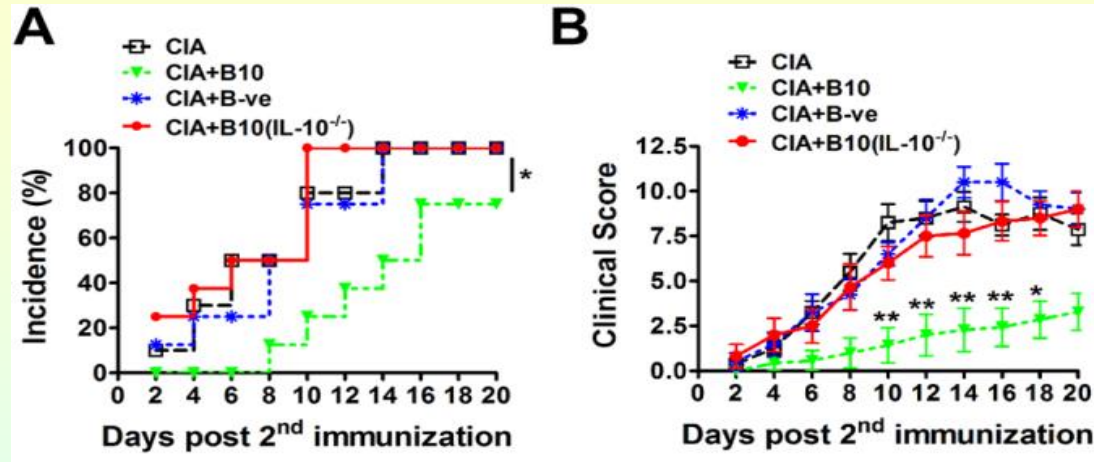 A
CIA
CIA+B10
CIA+B-ve
CIA+B10(IL-10-/-)
Incidence (%)
100
80
60
40
20
0
*
0 2 4 6 8 10 12 14 16 18 20
Days post 2nd immunization
B
CIA
CIA+B10
CIA+B-ve
CIA+B10(IL-10-/-)
Clinical Score
12.5
10.0
7.5
5.0
2.5
0.0
** ** ** ** *
0 2 4 6 8 10 12 14 16 18 20
Days post 2nd immunization